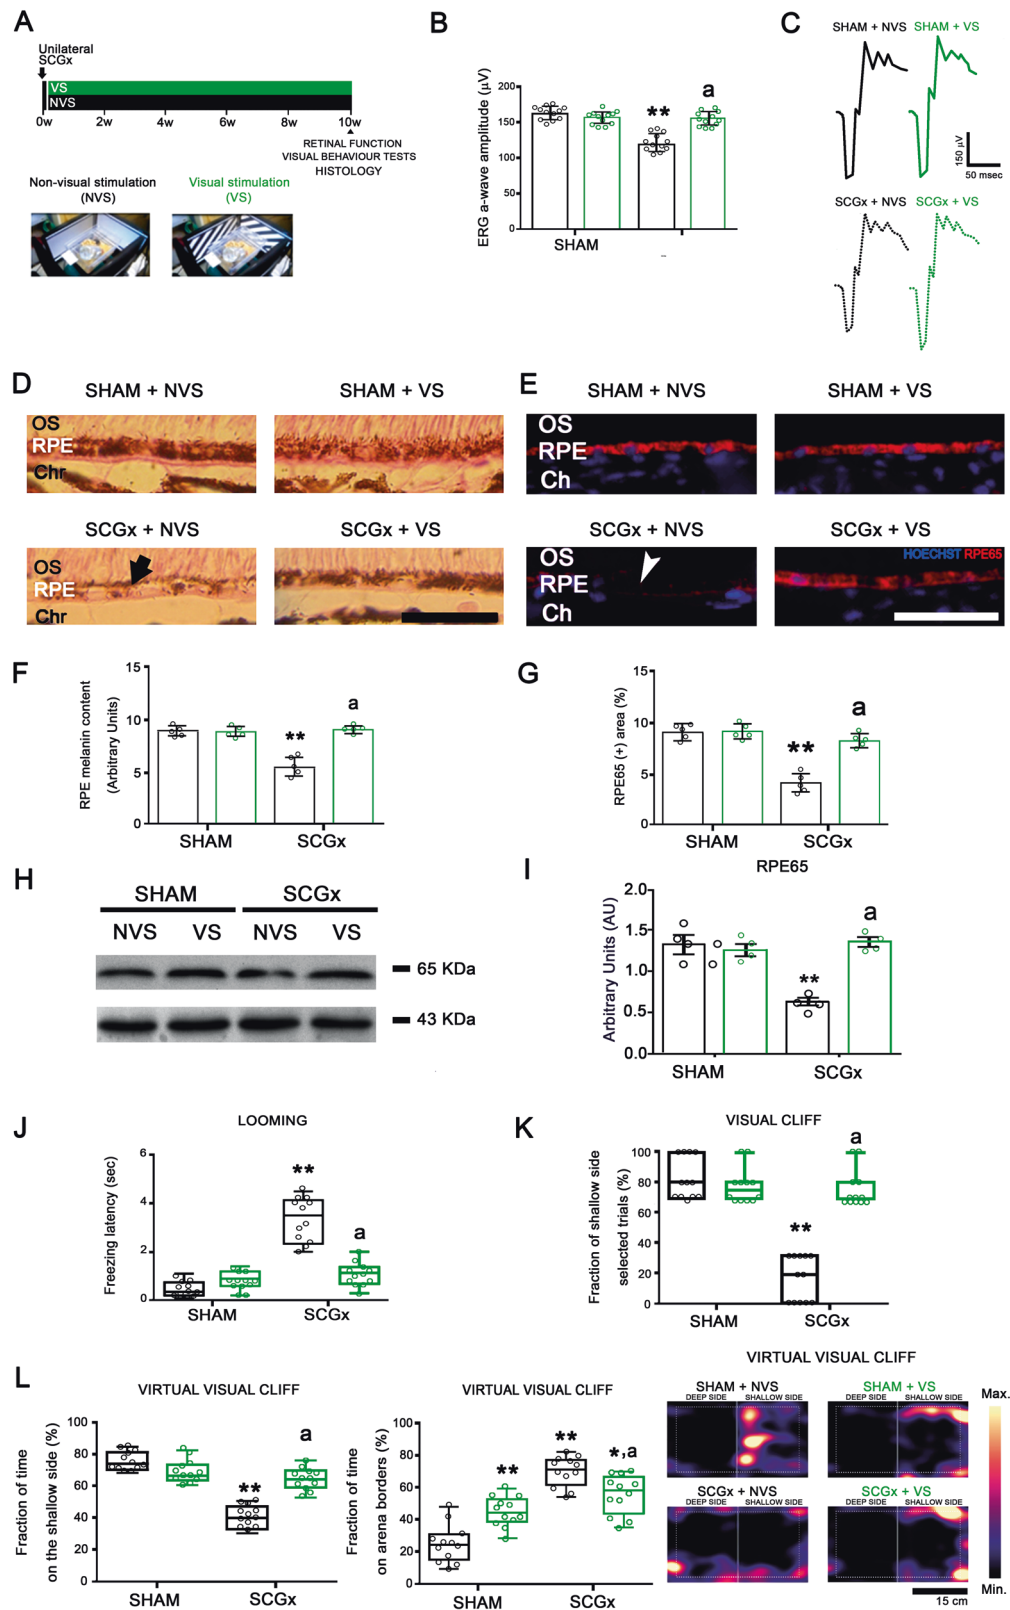 A
Unilateral
SCGx
VS
NVS
0w 2w 4w 6w 8w 10w
RETINAL FUNCTION
VISUAL BEHAVIOUR TESTS
HISTOLOGY
Non-visual stimulation
(NVS)
Visual stimulation
(VS)
B
ERG a-wave amplitude (µV)
200
150
100
50
0
**
a
SHAM
C
SHAM + NVS SHAM + VS
150 µV
50 msec
SCGx + NVS SCGx + VS
D
SHAM + NVS SHAM + VS
OS
RPE
Chr
SCGx + NVS SCGx + VS
OS
RPE
Chr
E
SHAM + NVS SHAM + VS
OS
RPE
Ch
SCGx + NVS SCGx + VS
OS
RPE
Ch
HOECHST RPE65
F
RPE melanin content
(Arbitrary Units)
15
10
5
0
**
a
SHAM SCGx
G
RPE65 (+) area (%)
15
10
5
0
**
a
SHAM SCGx
H
SHAM SCGx
NVS VS NVS VS
65 KDa
43 KDa
I
RPE65
Arbitrary Units (AU)
2.0
1.5
1.0
0.5
0.0
**
a
SHAM SCGx
J
LOOMING
Freezing latency (sec)
6
4
2
0
**
a
SHAM SCGx
K
VISUAL CLIFF
Fraction of shallow side
selected trials (%)
100
80
60
40
20
0
**
a
SHAM SCGx
L
VIRTUAL VISUAL CLIFF
Fraction of time
on the shallow side (%)
100
80
60
40
20
0
**
a
SHAM SCGx
VIRTUAL VISUAL CLIFF
Fraction of time
on arena borders (%)
100
80
60
40
20
0
**
**
*,a
SHAM SCGx
VIRTUAL VISUAL CLIFF
SHAM + NVS SHAM + VS
DEEP SIDE SHALLOW SIDE DEEP SIDE SHALLOW SIDE
SCGx + NVS SCGx + VS
DEEP SIDE SHALLOW SIDE DEEP SIDE SHALLOW SIDE
Max.
Min.
15 cm